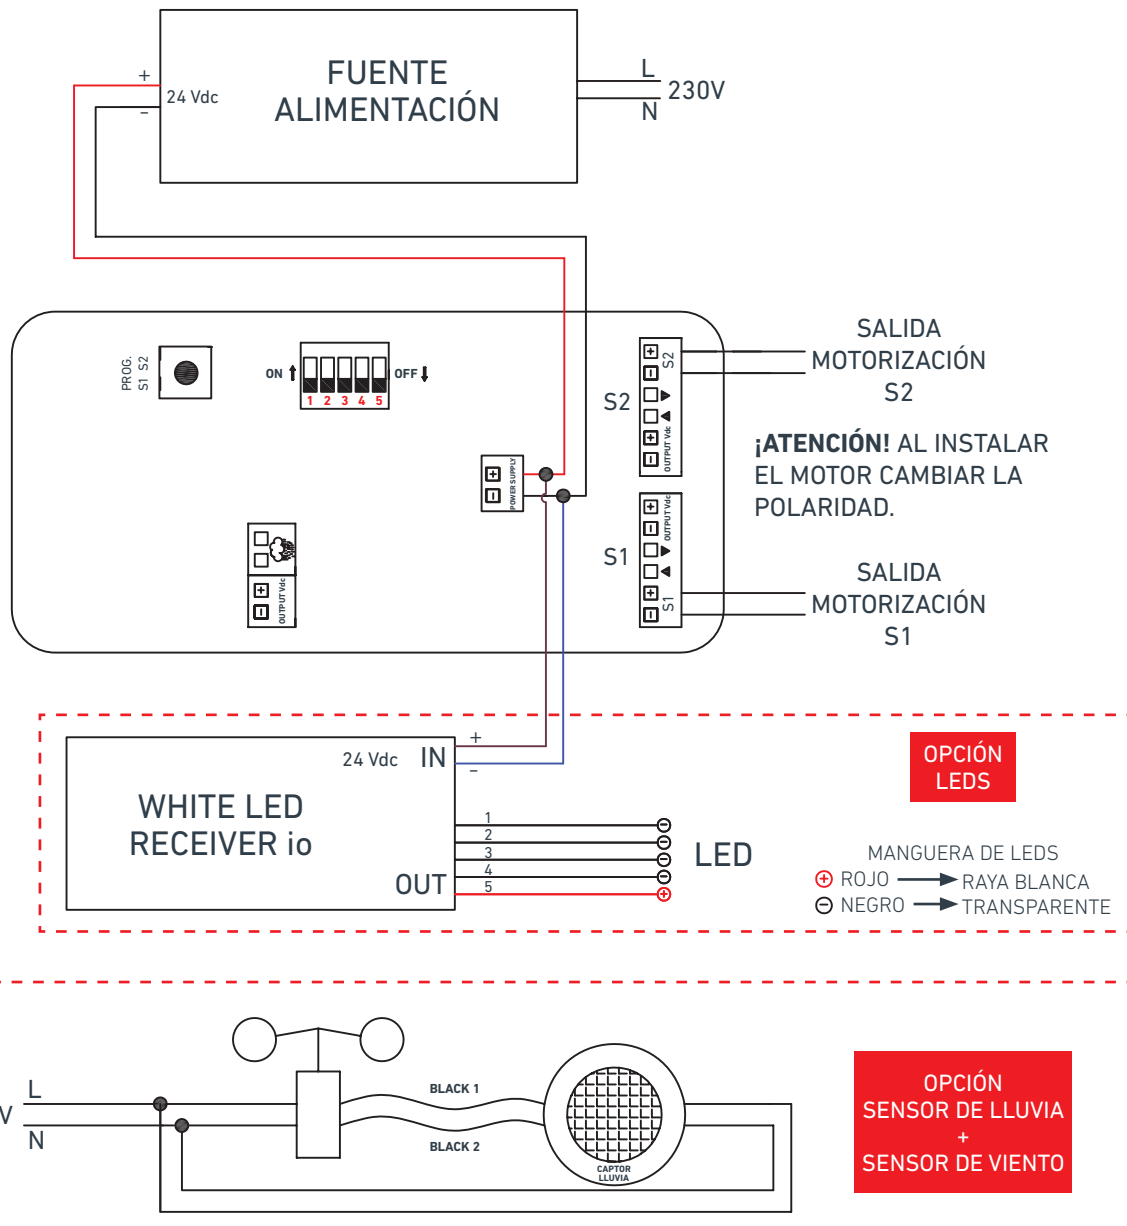 FUENTE
ALIMENTACIÓN
+
24 Vdc
–
L
230V
N
PROG.
S1 S2
ON
OFF
1 2 3 4 5
POWER SUPPLY
+
-
OUTPUT Vdc
+
-
S2
+
-
S2
+
-
OUTPUT Vdc
S1
+
-
OUTPUT Vdc
+
-
S1
SALIDA
MOTORIZACIÓN
S2
¡ATENCIÓN! AL INSTALAR
EL MOTOR CAMBIAR LA
POLARIDAD.
SALIDA
MOTORIZACIÓN
S1
24 Vdc IN
+
–
WHITE LED
RECEIVER io
OUT
1
2
3
4
5
LED
OPCIÓN
LEDS
MANGUERA DE LEDS
+ ROJO RAYA BLANCA
- NEGRO TRANSPARENTE
L
V
N
BLACK 1
BLACK 2
CAPTOR
LLUVIA
OPCIÓN
SENSOR DE LLUVIA
+
SENSOR DE VIENTO